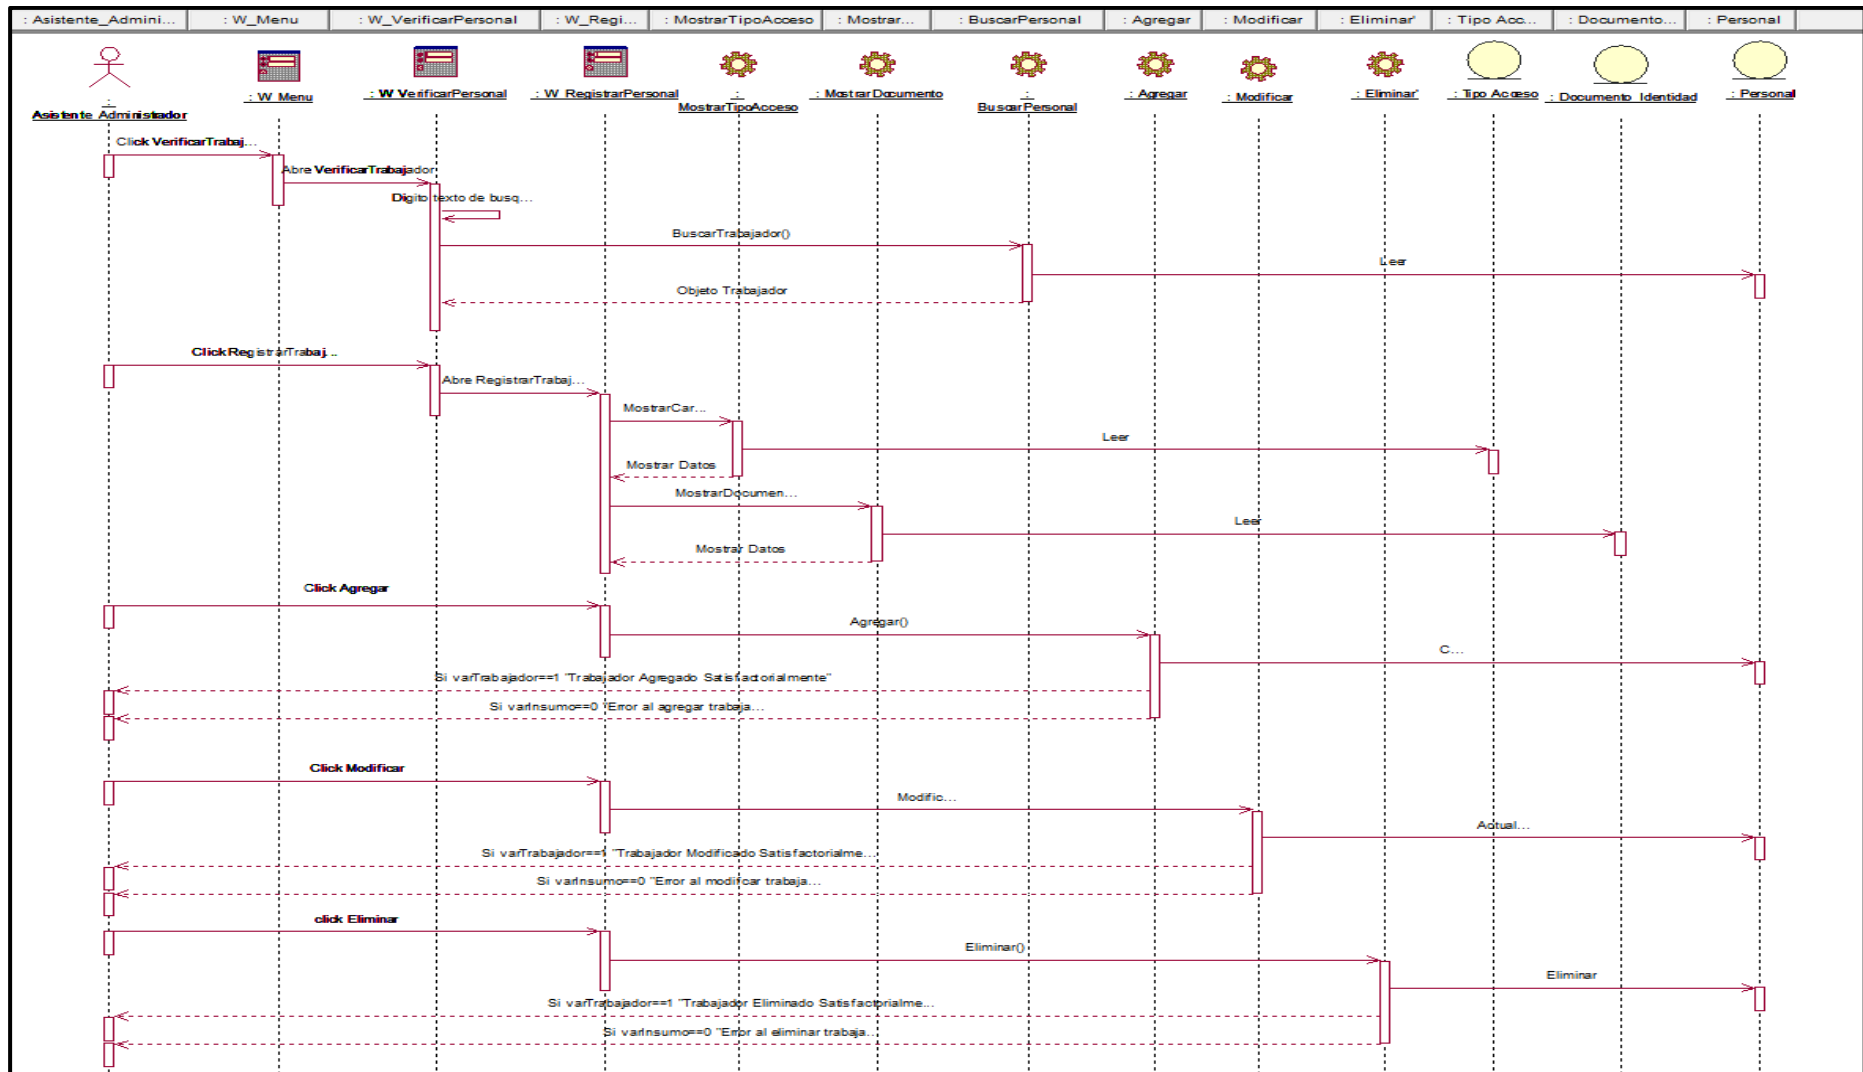 : Asistente_Admini... : W_Menu : W_VerificarPersonal : W_Regi... : MostrarTipoAcceso : Mostrar... : BuscarPersonal : Agregar : Modificar : Eliminar' : Tipo Acc... : Documento... : Personal
: Asistente_Administrador
: W_Menu
: W_VerificarPersonal
: W_RegistrarPersonal
: MostrarTipoAcceso
: MostrarDocumento
: BuscarPersonal
: Agregar
: Modificar
: Eliminar'
: Tipo Acceso
: Documento_Identidad
: Personal
Click VerificarTrabaj...
Abre VerificarTrabajador
Digito texto de busq...
BuscarTrabajador()
Leer
Objeto Trabajador
Click RegistrarTrabaj...
Abre RegistrarTrabaj...
MostrarCar...
Leer
Mostrar Datos
MostrarDocumen...
Leer
Mostrar Datos
Click Agregar
Agregar()
C...
Si varTrabajador==1 "Trabajador Agregado Satisfactorialmente"
Si varInsumo==0 "Error al agregar trabaja...
Click Modificar
Modific...
Actual...
Si varTrabajador==1 "Trabajador Modificado Satisfactorialme...
Si varInsumo==0 "Error al modifcar trabaja...
click Eliminar
Eliminar()
Eliminar
Si varTrabajador==1 "Trabajador Eliminado Satisfactorialme...
Si varInsumo==0 "Error al eliminar trabaja...